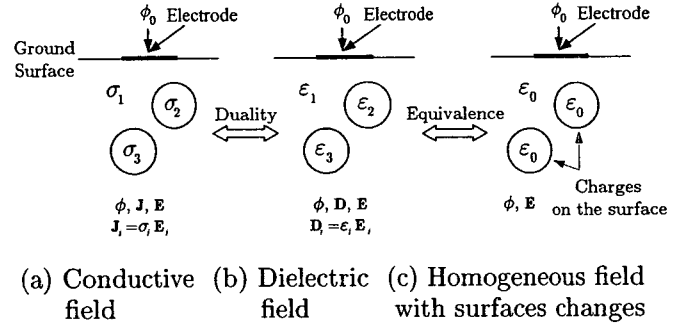 ϕ₀ Electrode
ϕ₀ Electrode
ϕ₀ Electrode
Ground
Surface
σ₁
σ₂
σ₃
Duality
ε₁
ε₂
ε₃
Equivalence
ε₀
ε₀
ε₀
Charges
on the surface
ϕ, J, E
Jᵢ=σᵢEᵢ
ϕ, D, E
Dᵢ=εᵢEᵢ
ϕ, E
(a) Conductive
field
(b) Dielectric
field
(c) Homogeneous field
with surfaces changes